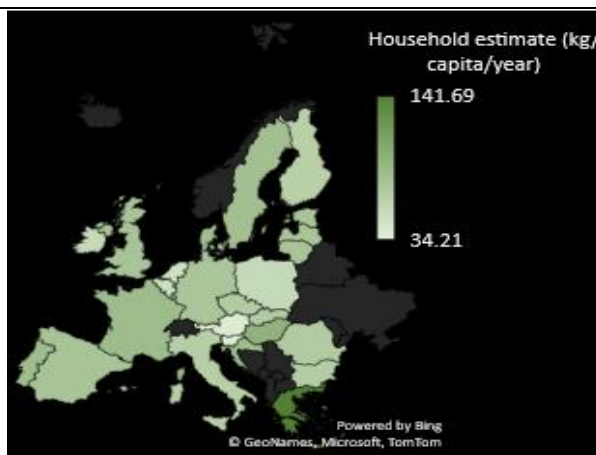 Household estimate (kg/
capita/year)
141.69
34.21
Powered by Bing
© GeoNames, Microsoft, TomTom